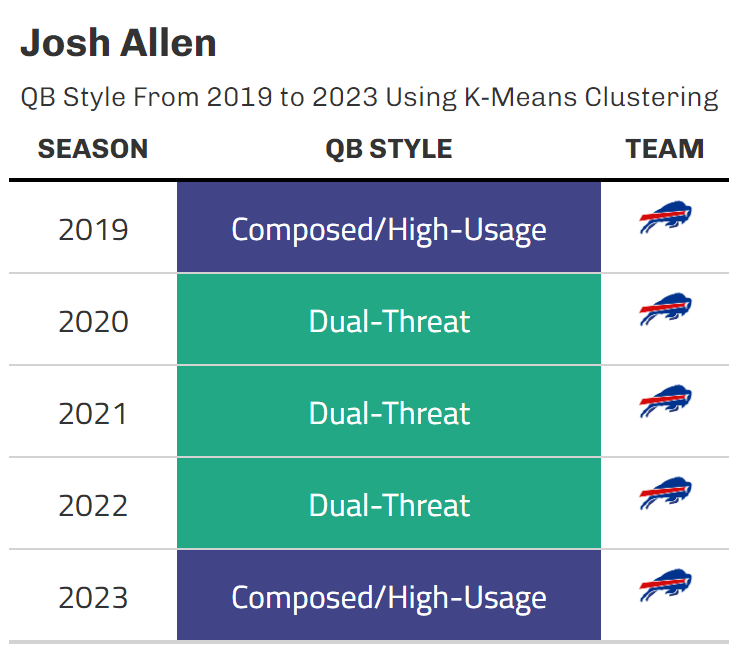 Josh Allen
QB Style From 2019 to 2023 Using K-Means Clustering
SEASON QB STYLE TEAM
2019 Composed/High-Usage
2020 Dual-Threat
2021 Dual-Threat
2022 Dual-Threat
2023 Composed/High-Usage